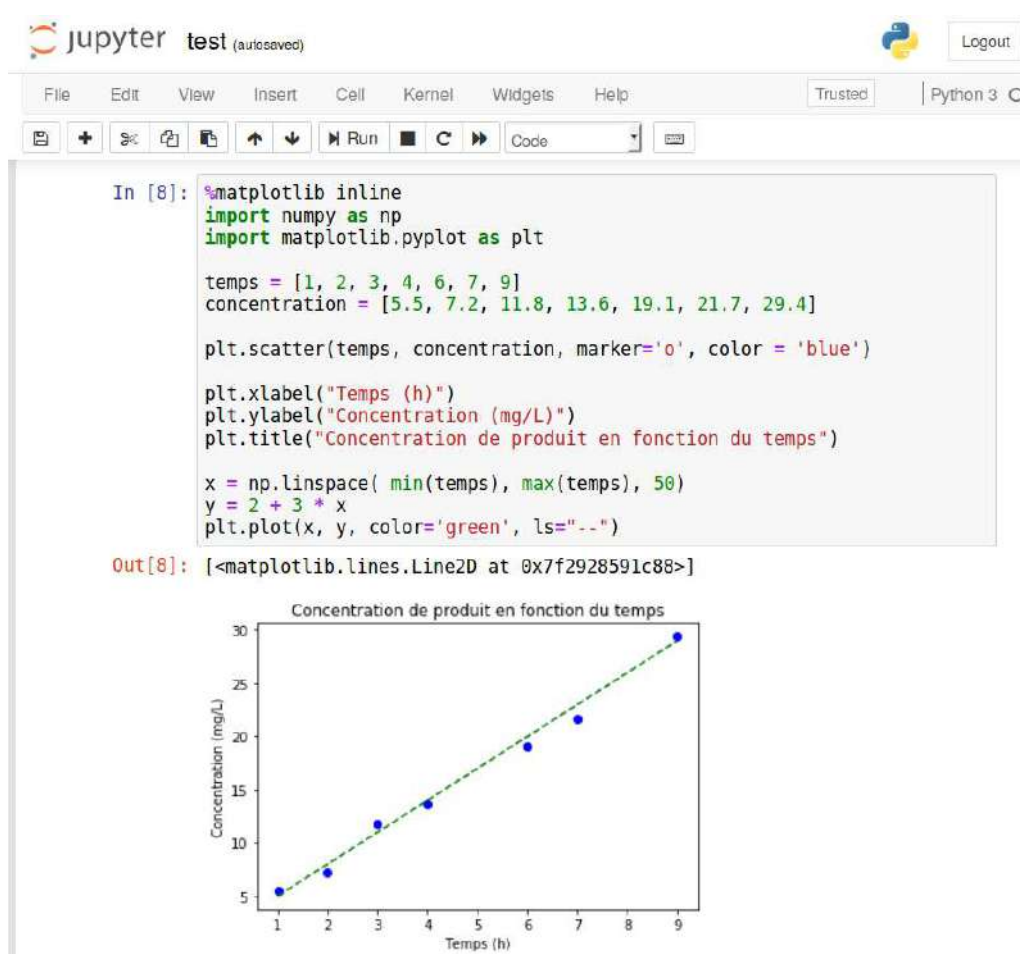 jupyter test (autosaved)
Logout
File Edit View Insert Cell Kernel Widgets Help Trusted Python 3
Run Code
In [8]: %matplotlib inline
import numpy as np
import matplotlib.pyplot as plt
temps = [1, 2, 3, 4, 6, 7, 9]
concentration = [5.5, 7.2, 11.8, 13.6, 19.1, 21.7, 29.4]
plt.scatter(temps, concentration, marker='o', color = 'blue')
plt.xlabel("Temps (h)")
plt.ylabel("Concentration (mg/L)")
plt.title("Concentration de produit en fonction du temps")
x = np.linspace( min(temps), max(temps), 50)
y = 2 + 3 * x
plt.plot(x, y, color='green', ls="--")
Out[8]: [<matplotlib.lines.Line2D at 0x7f2928591c88>]
Concentration de produit en fonction du temps
30
25
20
15
10
5
Concentration (mg/L)
1 2 3 4 5 6 7 8 9
Temps (h)